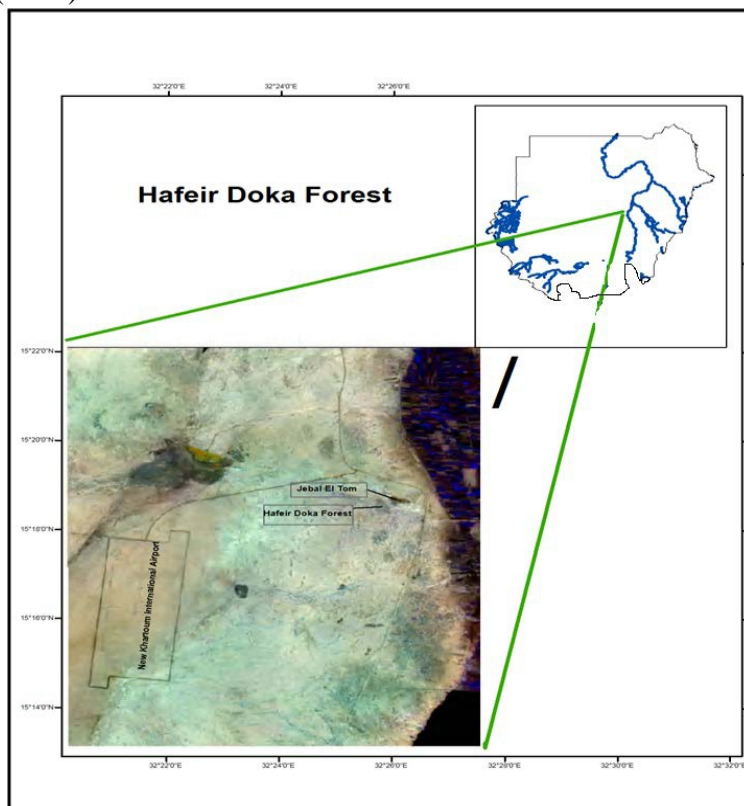 32°22'0"E 32°24'0"E 32°26'0"E
Hafeir Doka Forest
15°22'0"N
/
15°20'0"N
Jebal El Tom
Hafeir Doka Forest
15°18'0"N
New Khartoum International Airport
15°16'0"N
15°14'0"N
32°22'0"E 32°24'0"E 32°26'0"E 32°28'0"E 32°30'0"E 32°32'0"E